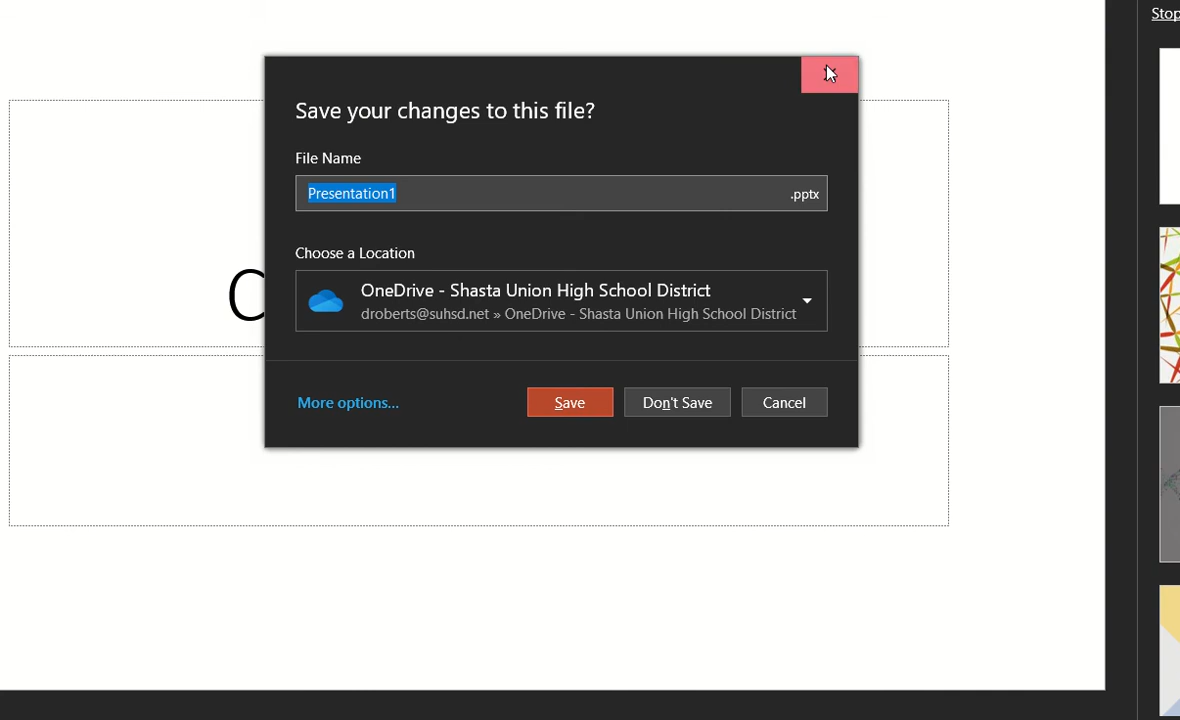 Save your changes to this file?
File Name
Presentation1 .pptx
Choose a Location
OneDrive - Shasta Union High School District
droberts@suhsd.net » OneDrive - Shasta Union High School District
More options... Save Don't Save Cancel